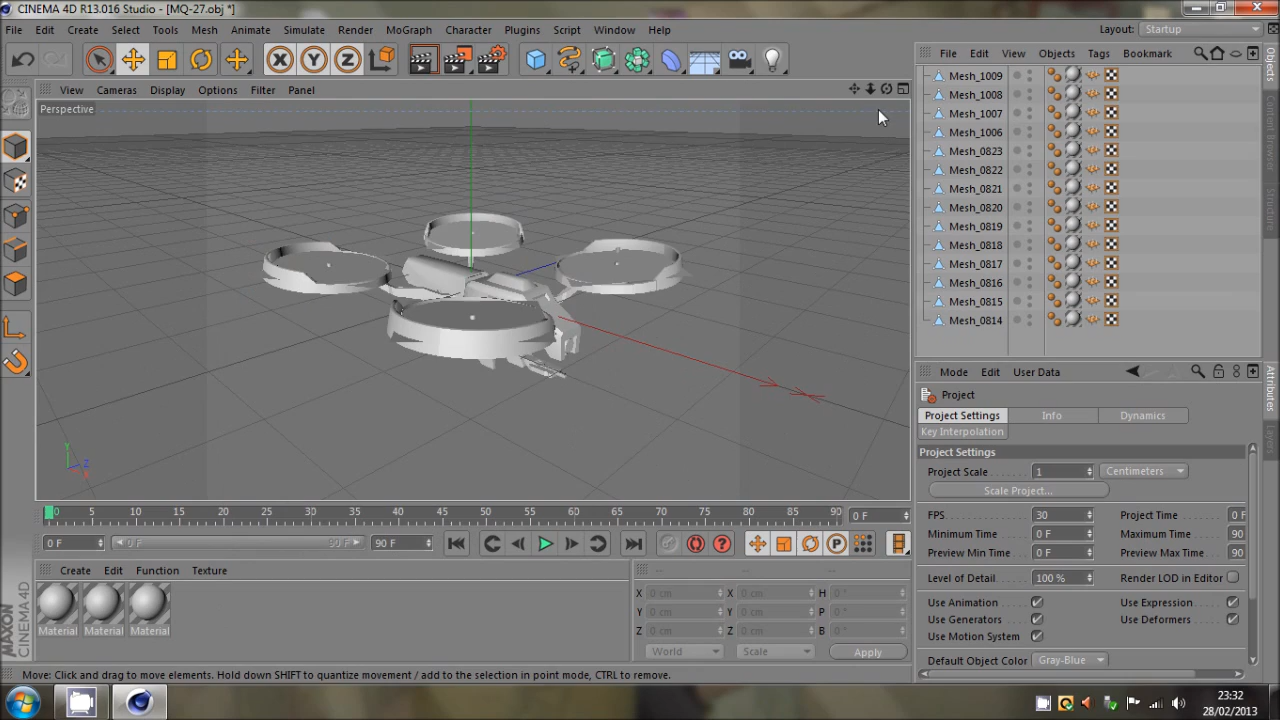 CINEMA 4D R13.016 Studio - [MQ-27.obj *]
File Edit Create Select Tools Mesh Animate Simulate Render MoGraph Character Plugins Script Window Help
Layout: Startup
X Y Z
File Edit View Objects Tags Bookmark
View Cameras Display Options Filter Panel
Perspective
Mesh_1009
Mesh_1008
Mesh_1007
Mesh_1006
Mesh_0823
Mesh_0822
Mesh_0821
Mesh_0820
Mesh_0819
Mesh_0818
Mesh_0817
Mesh_0816
Mesh_0815
Mesh_0814
Objects
Content Browser
Structure
Mode Edit User Data
Project
Project Settings Info Dynamics
Key Interpolation
Project Settings
Project Scale 1 Centimeters
Scale Project...
FPS 30 Project Time 0 F
Minimum Time 0 F Maximum Time 90
Preview Min Time 0 F Preview Max Time 90
Level of Detail 100 % Render LOD in Editor
Use Animation Use Expression
Use Generators Use Deformers
Use Motion System
Default Object Color Gray-Blue
Attributes
Layers
Y
Z
X
0 5 10 15 20 25 30 35 40 45 50 55 60 65 70 75 80 85 90 0 F
0 F 0 F 90 F 90 F
P
Create Edit Function Texture
Material Material Material
-- -- --
X 0 cm X 0 cm H 0 °
Y 0 cm Y 0 cm P 0 °
Z 0 cm Z 0 cm B 0 °
World Scale Apply
MAXON
CINEMA 4D
Move: Click and drag to move elements. Hold down SHIFT to quantize movement / add to the selection in point mode, CTRL to remove.
23:32
28/02/2013